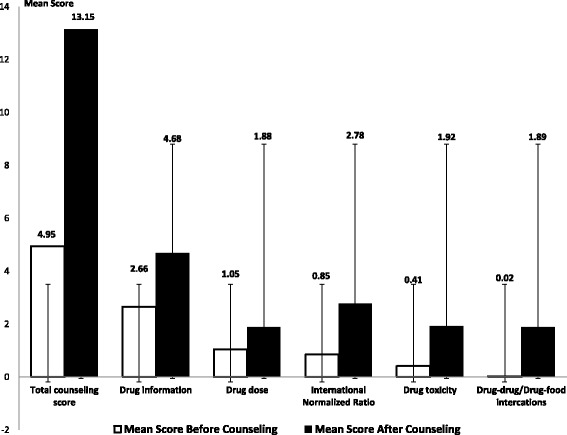 Mean Score
14
12
10
8
6
4
2
0
-2
4.95
13.15
2.66
4.68
1.05
1.88
0.85
2.78
0.41
1.92
0.02
1.89
Total counseling
score
Drug information
Drug dose
International
Normalized Ratio
Drug toxicity
Drug-drug/Drug-food
intercations
Mean Score Before Counseling
Mean Score After Counseling